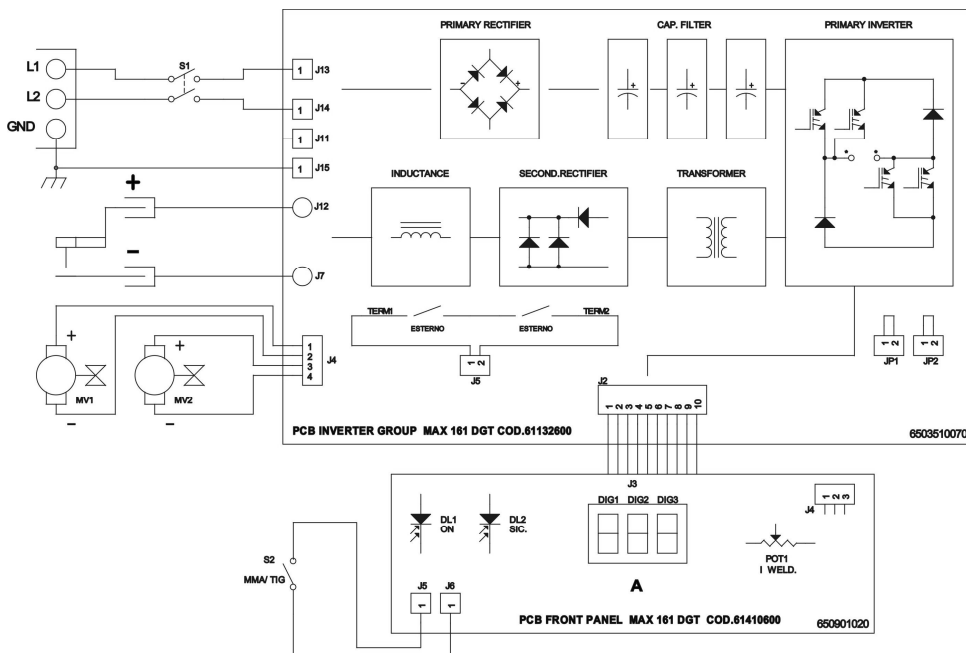 PRIMARY RECTIFIER
CAP. FILTER
PRIMARY INVERTER
L1
L2
GND
S1
1 J13
1 J14
1 J11
1 J15
- +
+ + +
INDUCTANCE
SECOND.RECTIFIER
TRANSFORMER
+
J12
-
J7
TERM1
ESTERNO
ESTERNO
TERM2
1 2
J5
+
MV1
-
+
MV2
-
1
2
3
4
J4
1 2
JP1
1 2
JP2
J2
1 2 3 4 5 6 7 8 9 10
PCB INVERTER GROUP MAX 161 DGT COD.61132600
6503510070
J3
DIG1 DIG2 DIG3
DL1
ON
DL2
SIC.
A
1 2 3
J4
POT1
I WELD.
S2
MMA/ TIG
J5
1
J6
1
PCB FRONT PANEL MAX 161 DGT COD.61410600
650901020